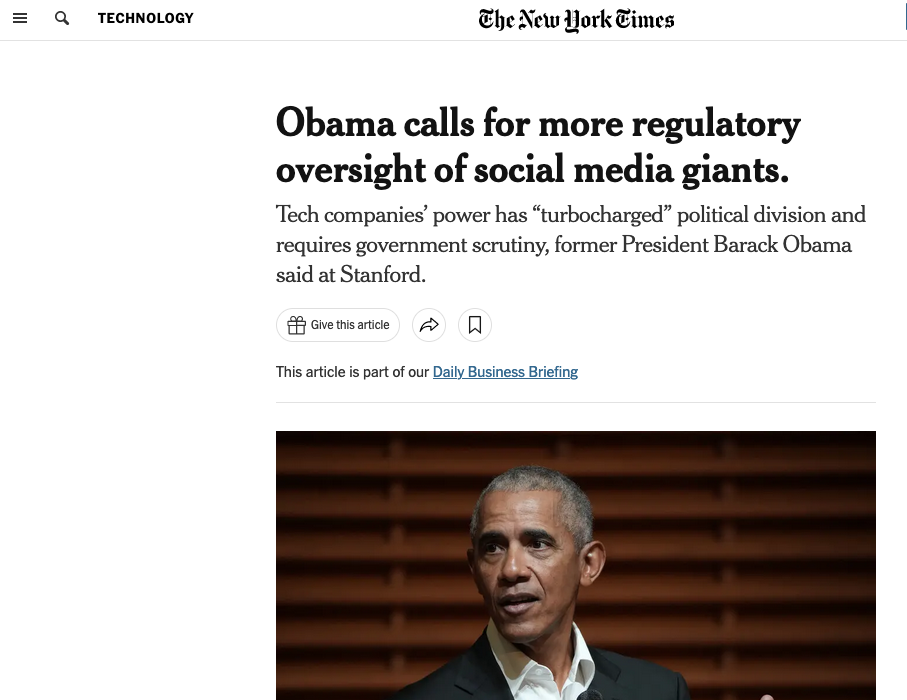 TECHNOLOGY
The New York Times
Obama calls for more regulatory
oversight of social media giants.
Tech companies’ power has “turbocharged” political division and
requires government scrutiny, former President Barack Obama
said at Stanford.
Give this article
This article is part of our Daily Business Briefing